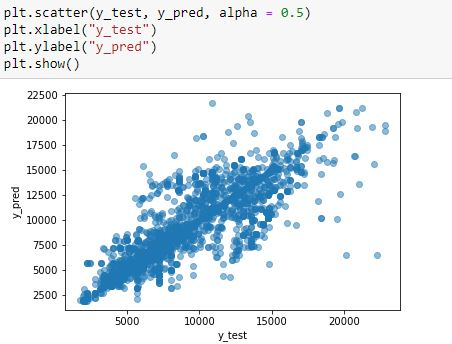 plt.scatter(y_test, y_pred, alpha = 0.5)
plt.xlabel("y_test")
plt.ylabel("y_pred")
plt.show()
22500
20000
17500
15000
12500
10000
7500
5000
2500
y_pred
5000 10000 15000 20000
y_test